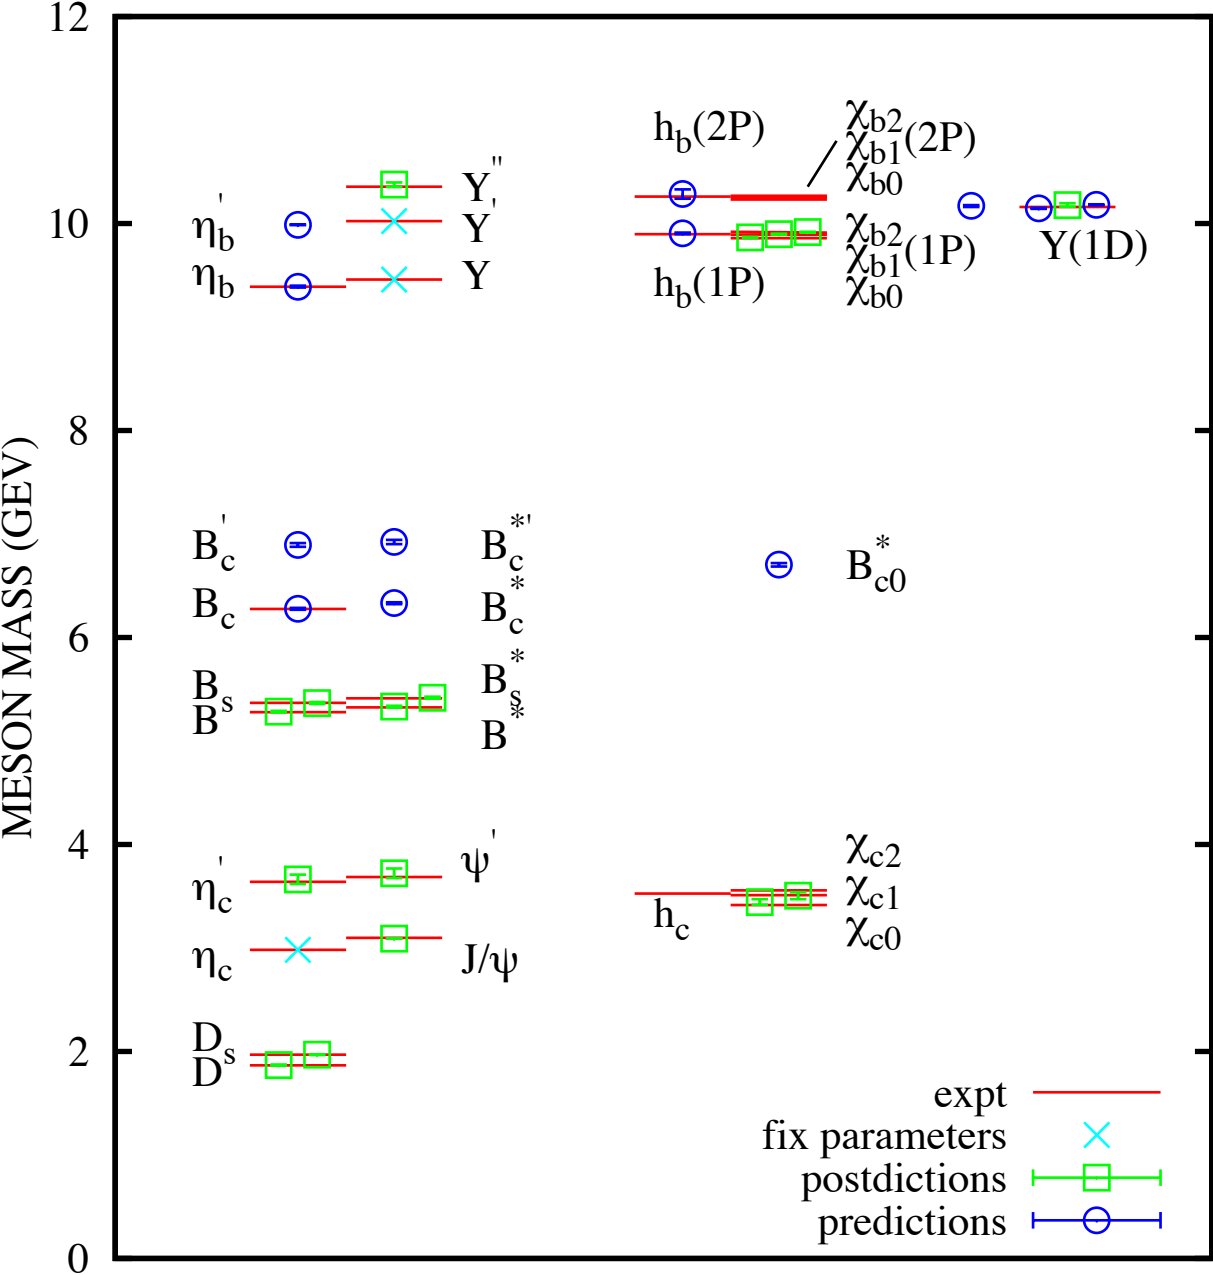 MESON MASS (GEV)
12
10
8
6
4
2
0
η_b'
η_b
Υ''
Υ'
Υ
h_b(2P)
χ_b2
χ_b1(2P)
χ_b0
χ_b2
χ_b1(1P)
χ_b0
h_b(1P)
Υ(1D)
B_c'
B_c^*'
B_c
B_c^*
B_c0^*
B_s
B
B_s^*
B^*
η_c'
ψ'
η_c
J/ψ
h_c
χ_c2
χ_c1
χ_c0
D_s
D
expt
fix parameters
postdictions
predictions